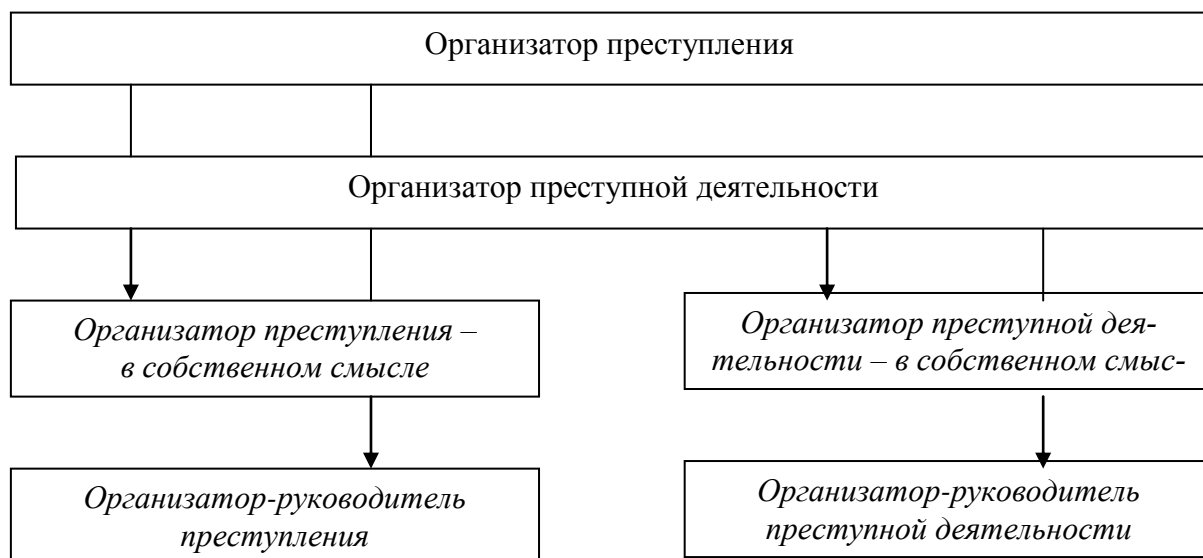 Организатор преступления
Организатор преступной деятельности
Организатор преступления –
в собственном смысле
Организатор преступной дея-
тельности – в собственном смыс-
Организатор-руководитель
преступления
Организатор-руководитель
преступной деятельности